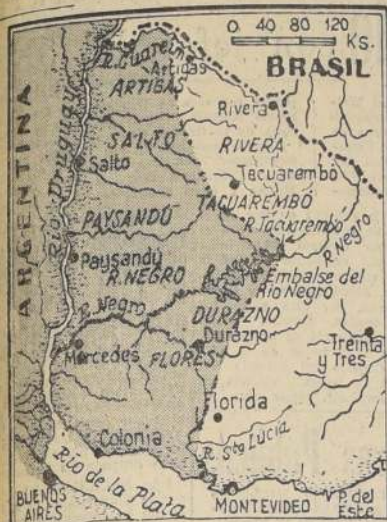 0 40 80 120
Ks.
R. Cuareim
Artigas
ARTIGAS
BRASIL
Rivera
RIVERA
ARGENTINA
Río Uruguay
SALTO
Salto
Tacuarembó
TACUAREMBÓ
R. Tacuarembo
PAYSANDÚ
Paysandú
R. NEGRO
R. Negro
Embalse del
Río Negro
R. Negro
DURAZNO
Durazno
Mercedes
FLORES
Treinta
y Tres
Florida
Colonia
R. Sta Lucía
Río de la Plata
BUENOS
AIRES
MONTEVIDEO
P. del
Este